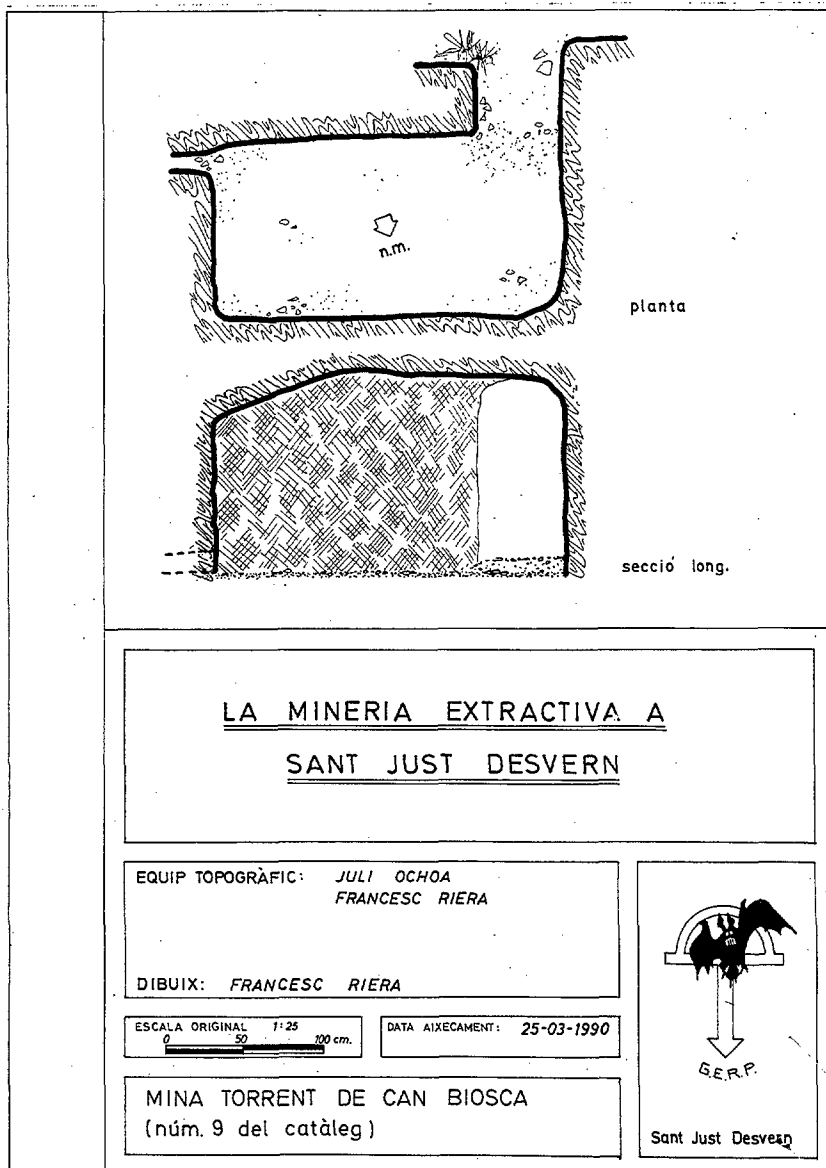 n.m.
planta
secció long.
LA MINERIA EXTRACTIVA A
SANT JUST DESVERN
EQUIP TOPOGRÀFIC: JULI OCHOA
FRANCESC RIERA
DIBUIX: FRANCESC RIERA
ESCALA ORIGINAL 1:25
0 50 100 cm.
DATA AIXECAMENT: 25-03-1990
MINA TORRENT DE CAN BIOSCA
(núm. 9 del catàleg)
G.E.R.P.
Sant Just Desvern